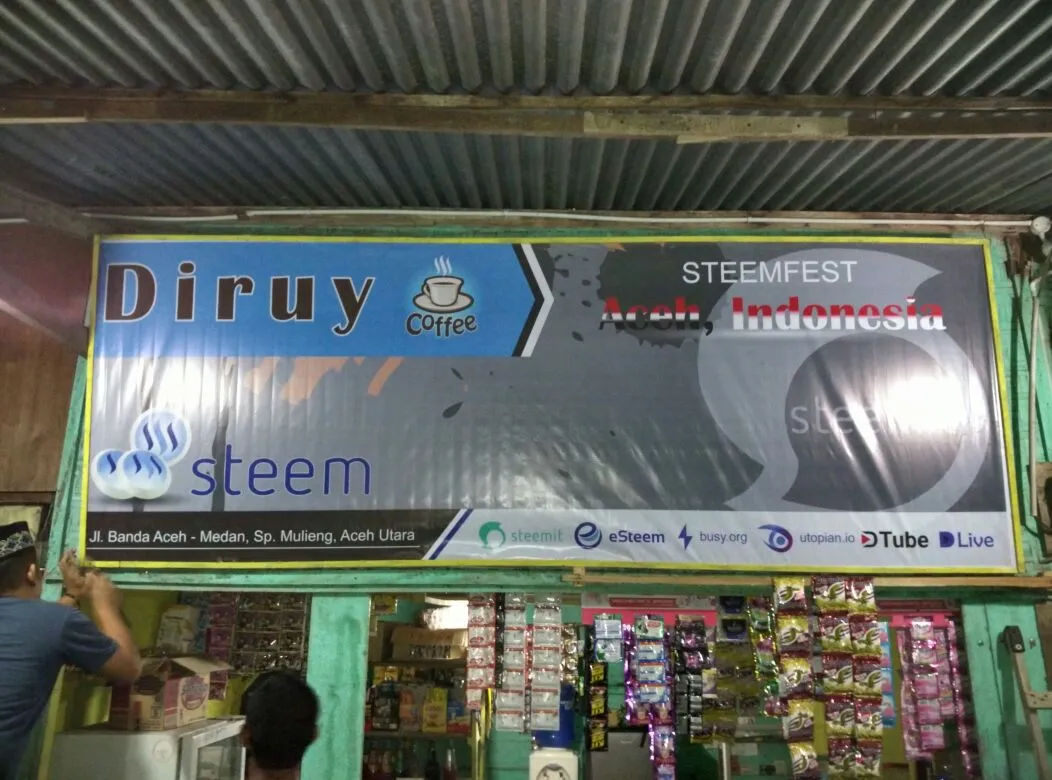 Diruy
Coffee
STEEMFEST
Aceh, Indonesia
steem
Jl. Banda Aceh - Medan, Sp. Mulieng, Aceh Utara
steemit eSteem busy.org utopian.io DTube DLive